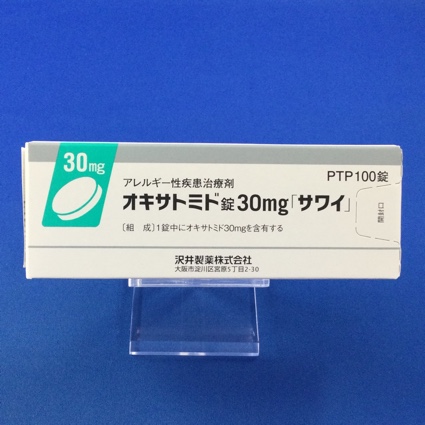 30mg
PTP100錠
アレルギー性疾患治療剤
オキサトミド錠30mg「サワイ」
〔組 成〕1錠中にオキサトミド30mgを含有する
開封口
沢井製薬株式会社
大阪市淀川区宮原5丁目2-30